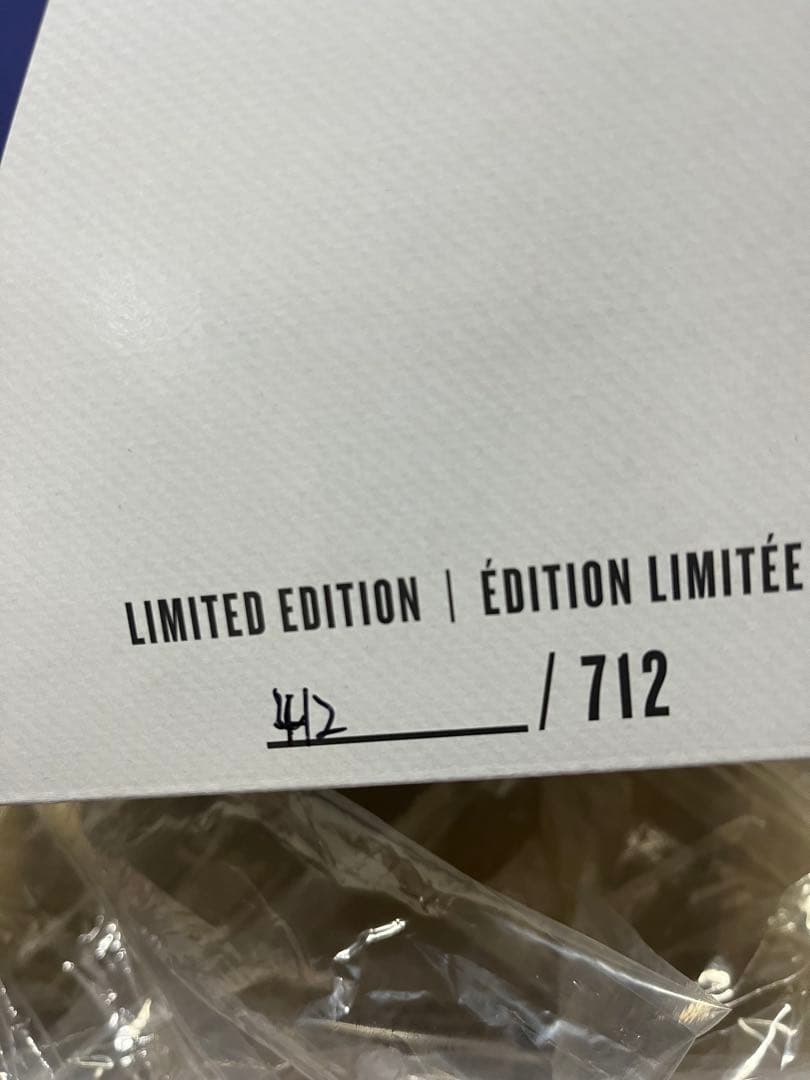 LIMITED EDITION | ÉDITION LIMITÉE
412 / 712